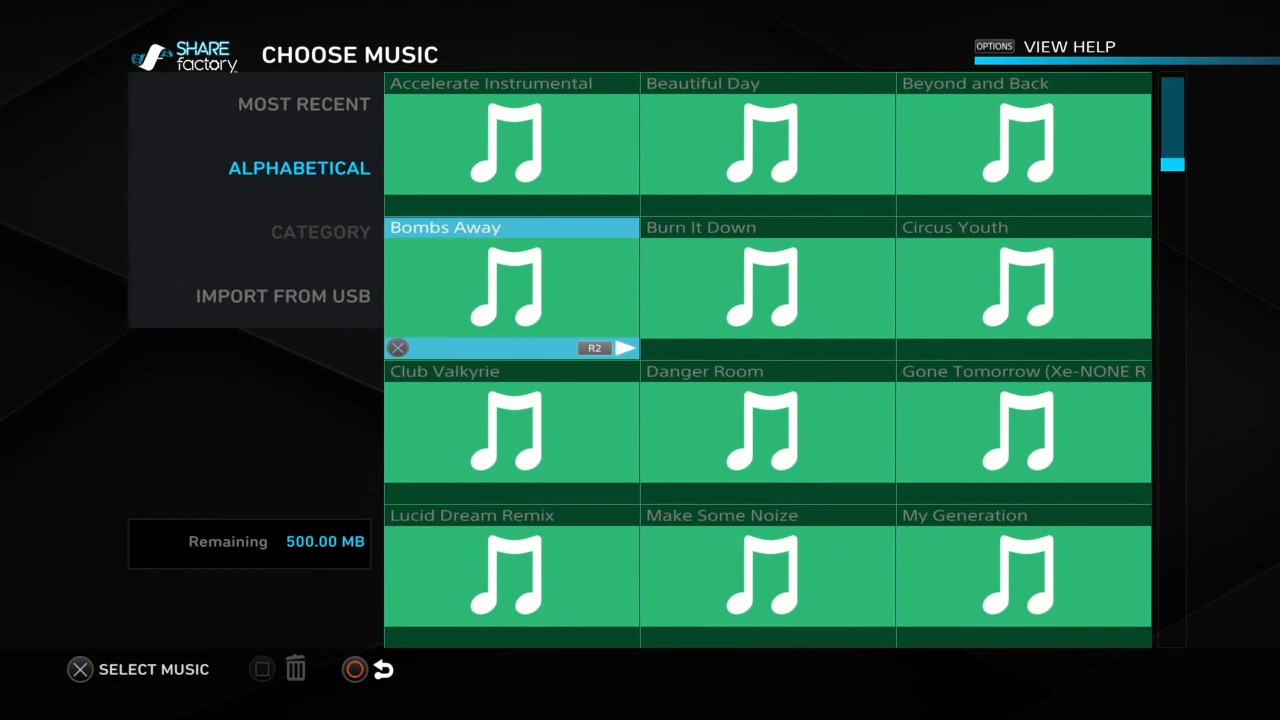 SHARE
factory™
CHOOSE MUSIC
OPTIONS VIEW HELP
MOST RECENT
ALPHABETICAL
CATEGORY
IMPORT FROM USB
Remaining 500.00 MB
Accelerate Instrumental
Beautiful Day
Beyond and Back
Bombs Away
R2
Burn It Down
Circus Youth
Club Valkyrie
Danger Room
Gone Tomorrow (Xe-NONE R
Lucid Dream Remix
Make Some Noize
My Generation
SELECT MUSIC